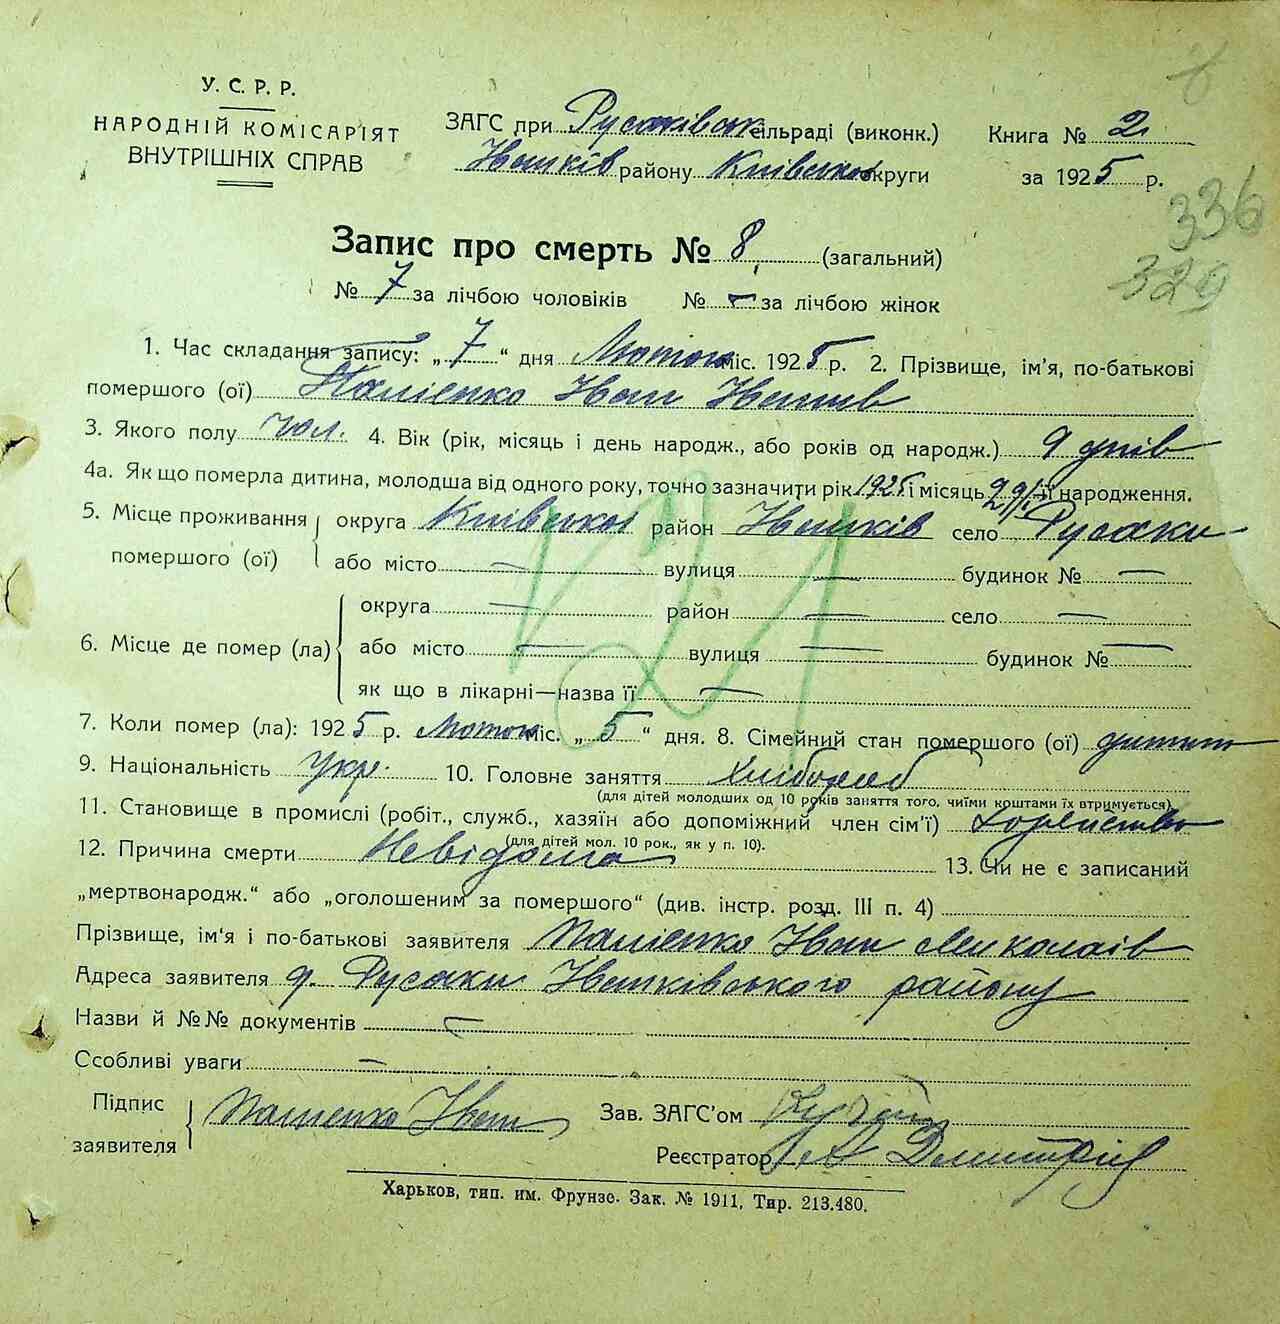 У. С. Р. Р.
НАРОДНІЙ КОМІСАРІЯТ
ВНУТРІШНІХ СПРАВ
ЗАГС при Русаківськ сільраді (виконк.)
Іванків району Київської округи
Книга № 2
за 1925 р.
336
329
Запис про смерть № 8 (загальний)
№ 7 за лічбою чоловіків № – за лічбою жінок
1. Час складання запису: „ 7 “ дня Лютого міс. 1925 р. 2. Прізвище, ім'я, по-батькові
помершого (ої) Іван Іванів
3. Якого полу чол. 4. Вік (рік, місяць і день народж., або років од народж.) 9 днів
4а. Як що померла дитина, молодша від одного року, точно зазначити рік 1925 і місяць її народження.
5. Місце проживання помершого (ої) округа Київської район Іванків село Русаки
або місто — вулиця — будинок № —
6. Місце де помер (ла) округа — район — село —
або місто — вулиця — будинок № —
як що в лікарні—назва її —
7. Коли помер (ла): 1925 р. Лютого міс. „ 5 “ дня. 8. Сімейний стан помершого (ої) дитина
9. Національність Укр. 10. Головне заняття Хлібороб
(для дітей молодших од 10 років заняття того, чиїми коштами їх втримується)
11. Становище в промислі (робіт., служб., хазяїн або допоміжний член сім'ї)
(для дітей мол. 10 рок., як у п. 10).
12. Причина смерти Невідома 13. Чи не є записаний
„мертвонародж.“ або „оголошеним за помершого“ (див. інстр. розд. III п. 4)
Прізвище, ім'я і по-батькові заявителя Іван Миколаїв
Адреса заявителя Русаки Іванківського району
Назви й №№ документів —
Особливі уваги —
Підпис заявителя Іван
Зав. ЗАГС'ом
Реєстратор
Харьков, тип. им. Фрунзе. Зак. № 1911, Тир. 213.480.